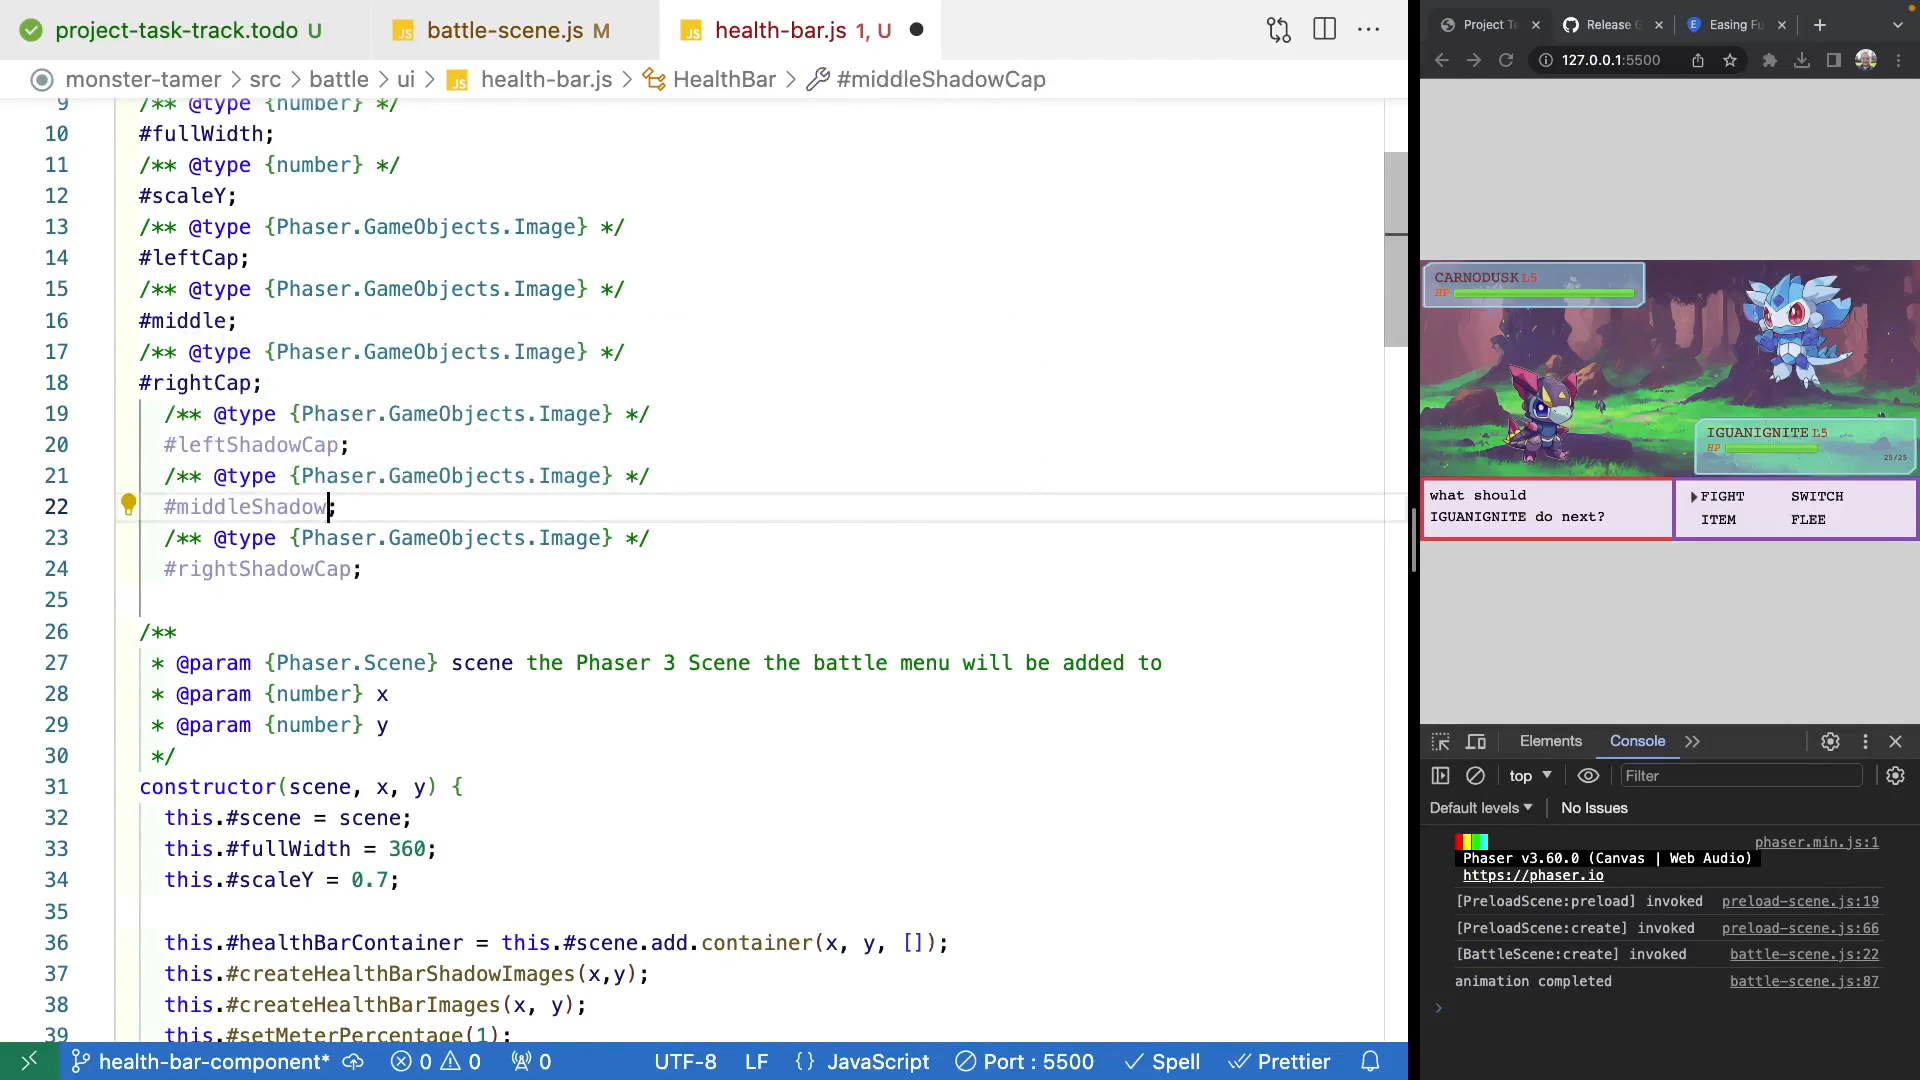 project-task-track.todo U
battle-scene.js M
health-bar.js 1, U
monster-tamer > src > battle > ui > health-bar.js > HealthBar > #middleShadowCap
9 /** @type {number} */
10 #fullWidth;
11 /** @type {number} */
12 #scaleY;
13 /** @type {Phaser.GameObjects.Image} */
14 #leftCap;
15 /** @type {Phaser.GameObjects.Image} */
16 #middle;
17 /** @type {Phaser.GameObjects.Image} */
18 #rightCap;
19 /** @type {Phaser.GameObjects.Image} */
20 #leftShadowCap;
21 /** @type {Phaser.GameObjects.Image} */
22 #middleShadow;
23 /** @type {Phaser.GameObjects.Image} */
24 #rightShadowCap;
25
26 /**
27 * @param {Phaser.Scene} scene the Phaser 3 Scene the battle menu will be added to
28 * @param {number} x
29 * @param {number} y
30 */
31 constructor(scene, x, y) {
32 this.#scene = scene;
33 this.#fullWidth = 360;
34 this.#scaleY = 0.7;
35
36 this.#healthBarContainer = this.#scene.add.container(x, y, []);
37 this.#createHealthBarShadowImages(x,y);
38 this.#createHealthBarImages(x, y);
39 this.#setMeterPercentage(1);
health-bar-component* 0 0 0 UTF-8 LF {} JavaScript Port : 5500 Spell Prettier
Project Te
Release G
Easing Fu
127.0.0.1:5500
CARNODUSK L5
HP
IGUANIGNITE L5
HP
25/25
what should
IGUANIGNITE do next?
FIGHT SWITCH
ITEM FLEE
Elements Console
top Filter
Default levels No Issues
phaser.min.js:1
Phaser v3.60.0 (Canvas | Web Audio)
https://phaser.io
[PreloadScene:preload] invoked preload-scene.js:19
[PreloadScene:create] invoked preload-scene.js:66
[BattleScene:create] invoked battle-scene.js:22
animation completed battle-scene.js:87